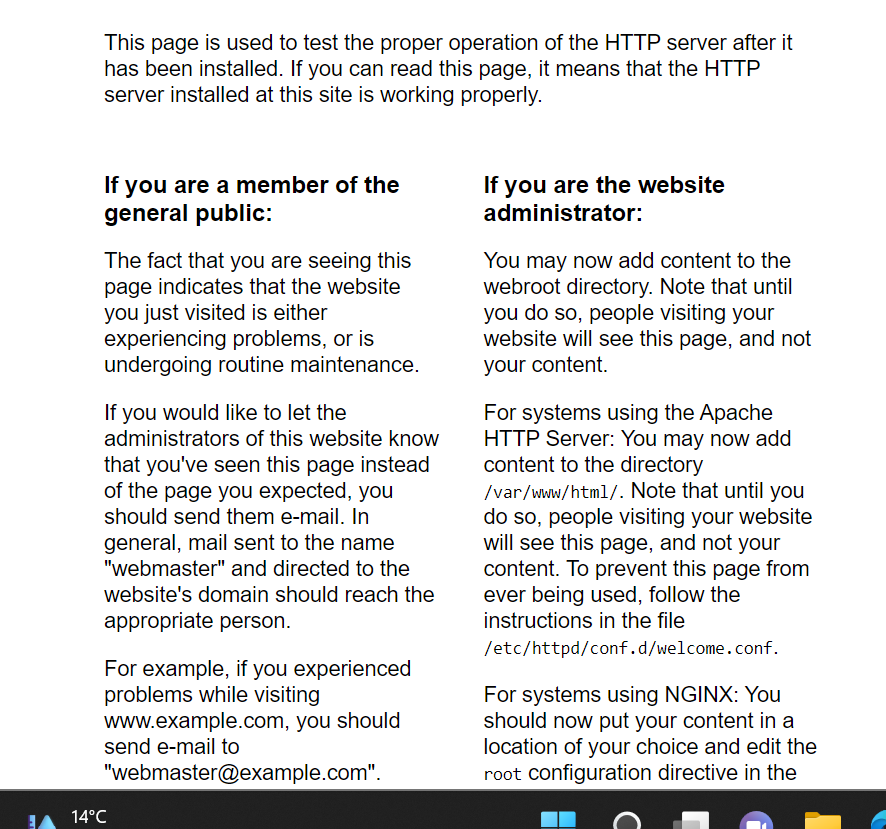 This page is used to test the proper operation of the HTTP server after it
has been installed. If you can read this page, it means that the HTTP
server installed at this site is working properly.
If you are a member of the
general public:
The fact that you are seeing this
page indicates that the website
you just visited is either
experiencing problems, or is
undergoing routine maintenance.
If you would like to let the
administrators of this website know
that you've seen this page instead
of the page you expected, you
should send them e-mail. In
general, mail sent to the name
"webmaster" and directed to the
website's domain should reach the
appropriate person.
For example, if you experienced
problems while visiting
www.example.com, you should
send e-mail to
"webmaster@example.com".
If you are the website
administrator:
You may now add content to the
webroot directory. Note that until
you do so, people visiting your
website will see this page, and not
your content.
For systems using the Apache
HTTP Server: You may now add
content to the directory
/var/www/html/. Note that until you
do so, people visiting your website
will see this page, and not your
content. To prevent this page from
ever being used, follow the
instructions in the file
/etc/httpd/conf.d/welcome.conf.
For systems using NGINX: You
should now put your content in a
location of your choice and edit the
root configuration directive in the
14°C